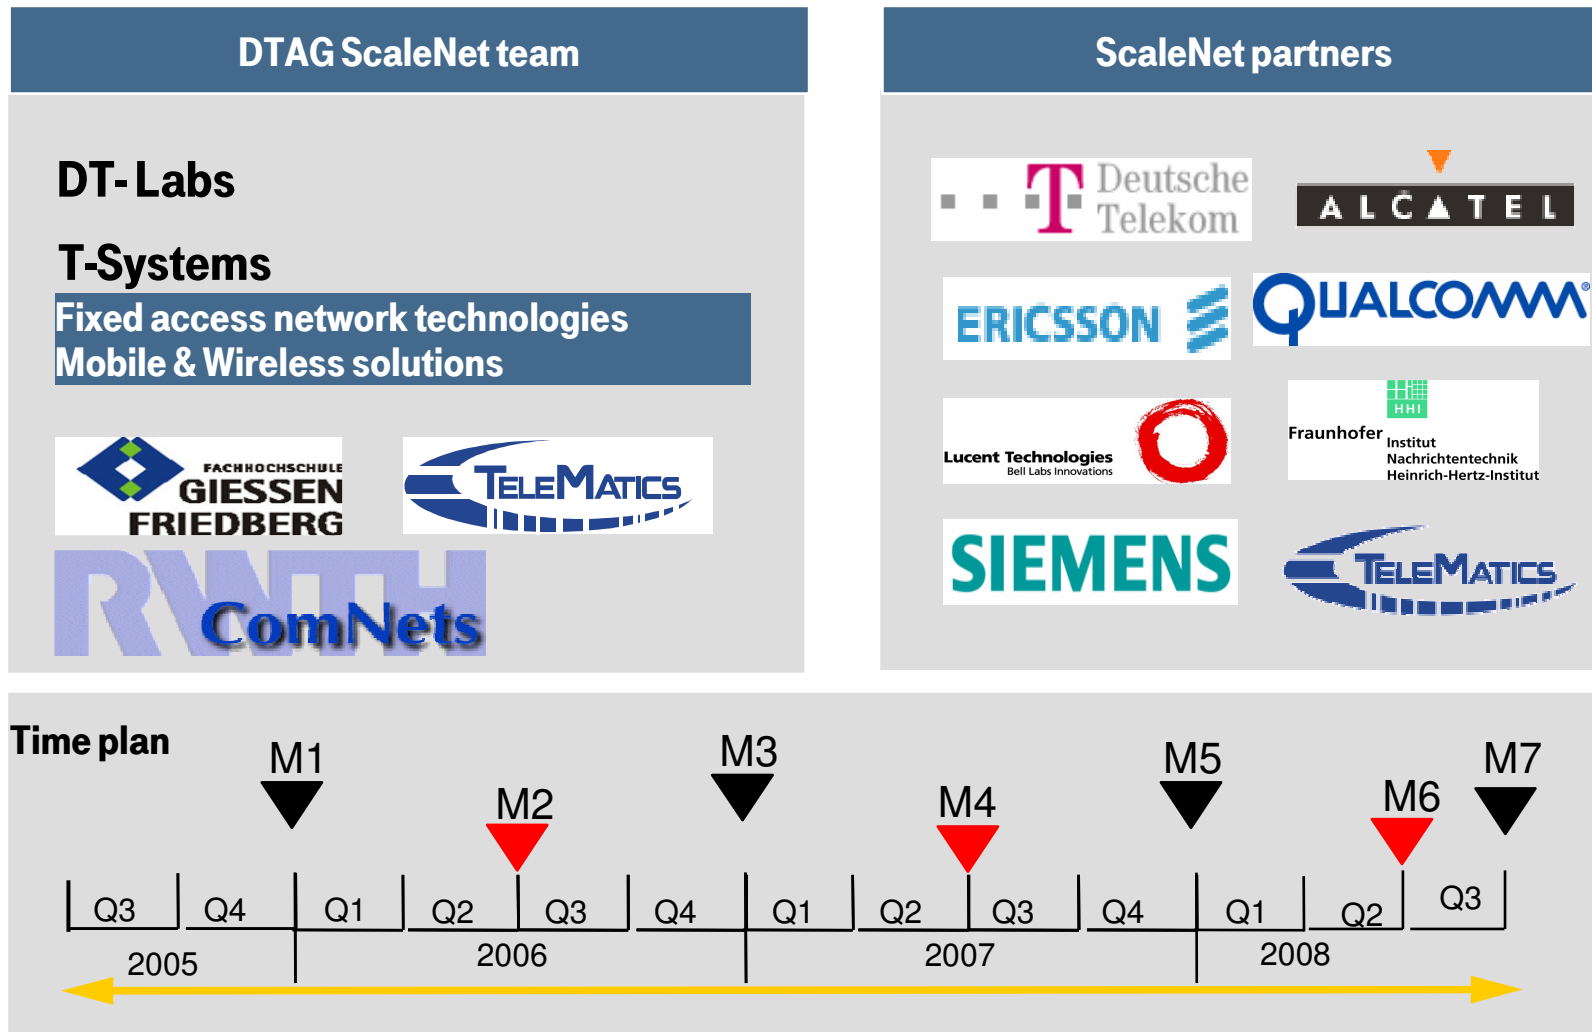 DTAG ScaleNet team
DT-Labs
T-Systems
Fixed access network technologies
Mobile & Wireless solutions
FACHHOCHSCHULE
GIESSEN
FRIEDBERG
TELEMATICS
RWTH
ComNets
ScaleNet partners
Deutsche
Telekom
T
ALCATEL
ERICSSON
QUALCOMM®
Lucent Technologies
Bell Labs Innovations
HHI
Fraunhofer
Institut
Nachrichtentechnik
Heinrich-Hertz-Institut
SIEMENS
TELEMATICS
Time plan
M1 M2 M3 M4 M5 M6 M7
Q3 Q4 Q1 Q2 Q3 Q4 Q1 Q2 Q3 Q4 Q1 Q2 Q3
2005 2006 2007 2008